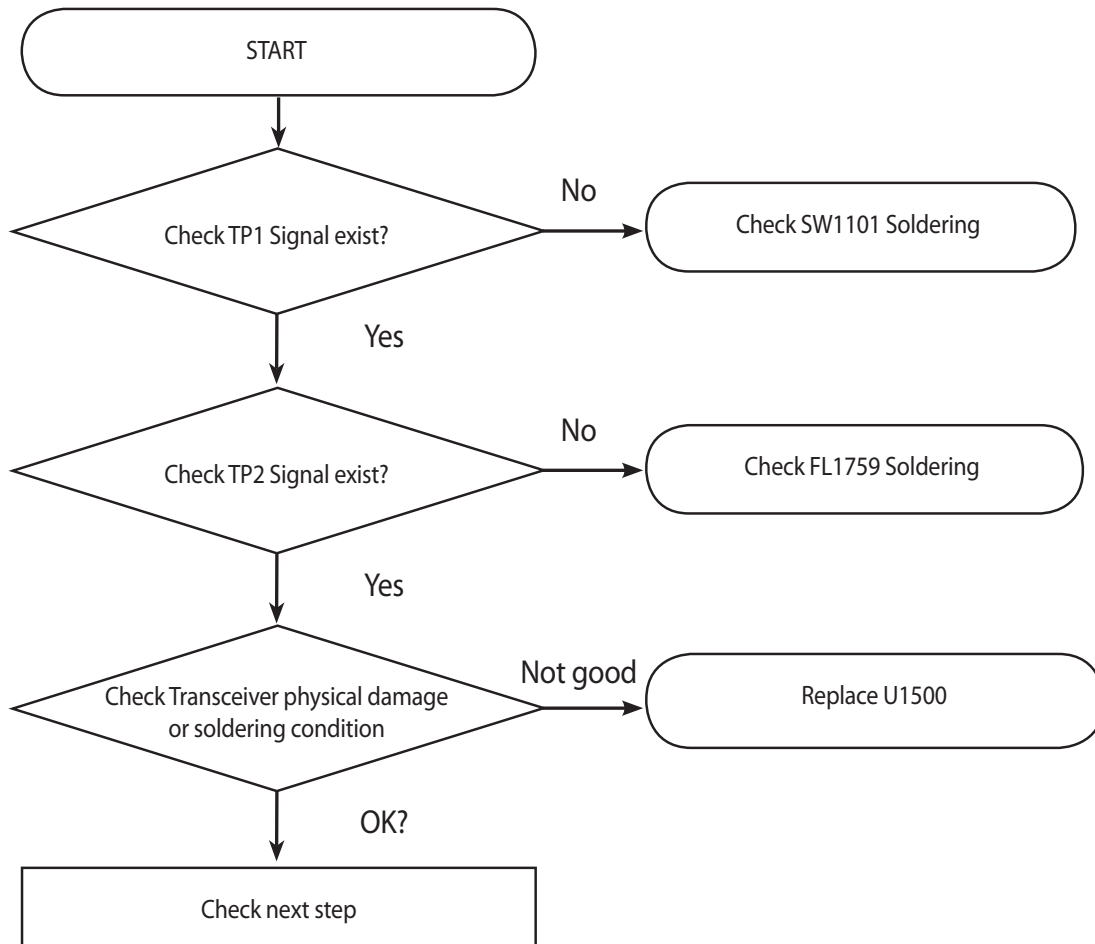 START
Check TP1 Signal exist?
No
Check SW1101 Soldering
Yes
Check TP2 Signal exist?
No
Check FL1759 Soldering
Yes
Check Transceiver physical damage
or soldering condition
Not good
Replace U1500
OK?
Check next step